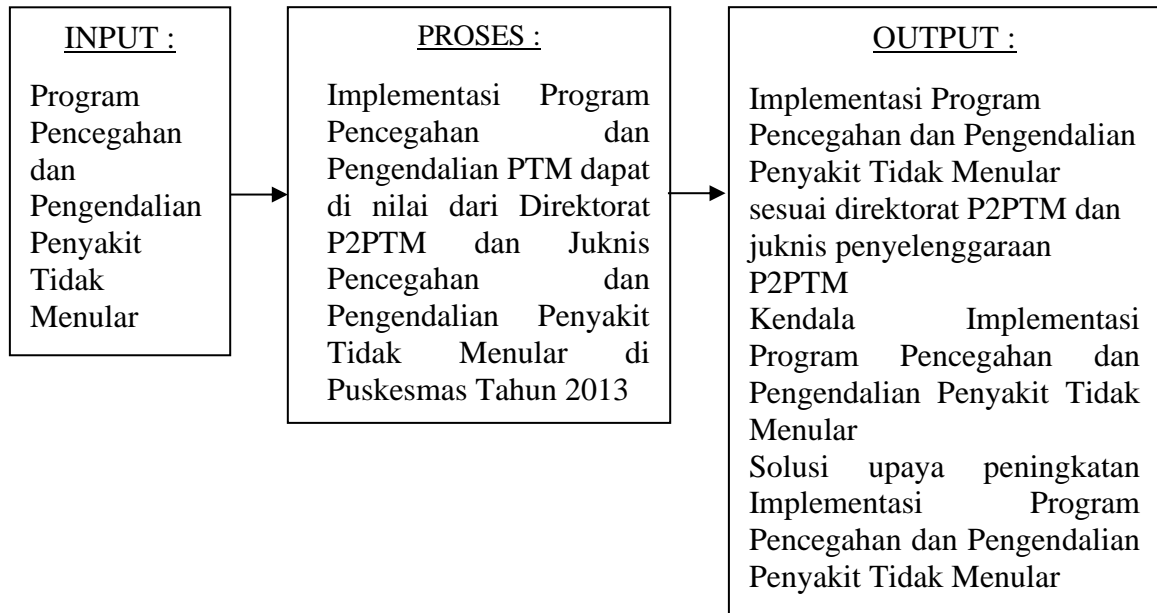 INPUT :
Program
Pencegahan
dan
Pengendalian
Penyakit
Tidak
Menular
PROSES :
Implementasi Program
Pencegahan dan
Pengendalian PTM dapat
di nilai dari Direktorat
P2PTM dan Juknis
Pencegahan dan
Pengendalian Penyakit
Tidak Menular di
Puskesmas Tahun 2013
OUTPUT :
Implementasi Program
Pencegahan dan Pengendalian
Penyakit Tidak Menular
sesuai direktorat P2PTM dan
juknis penyelenggaraan
P2PTM
Kendala Implementasi
Program Pencegahan dan
Pengendalian Penyakit Tidak
Menular
Solusi upaya peningkatan
Implementasi Program
Pencegahan dan Pengendalian
Penyakit Tidak Menular